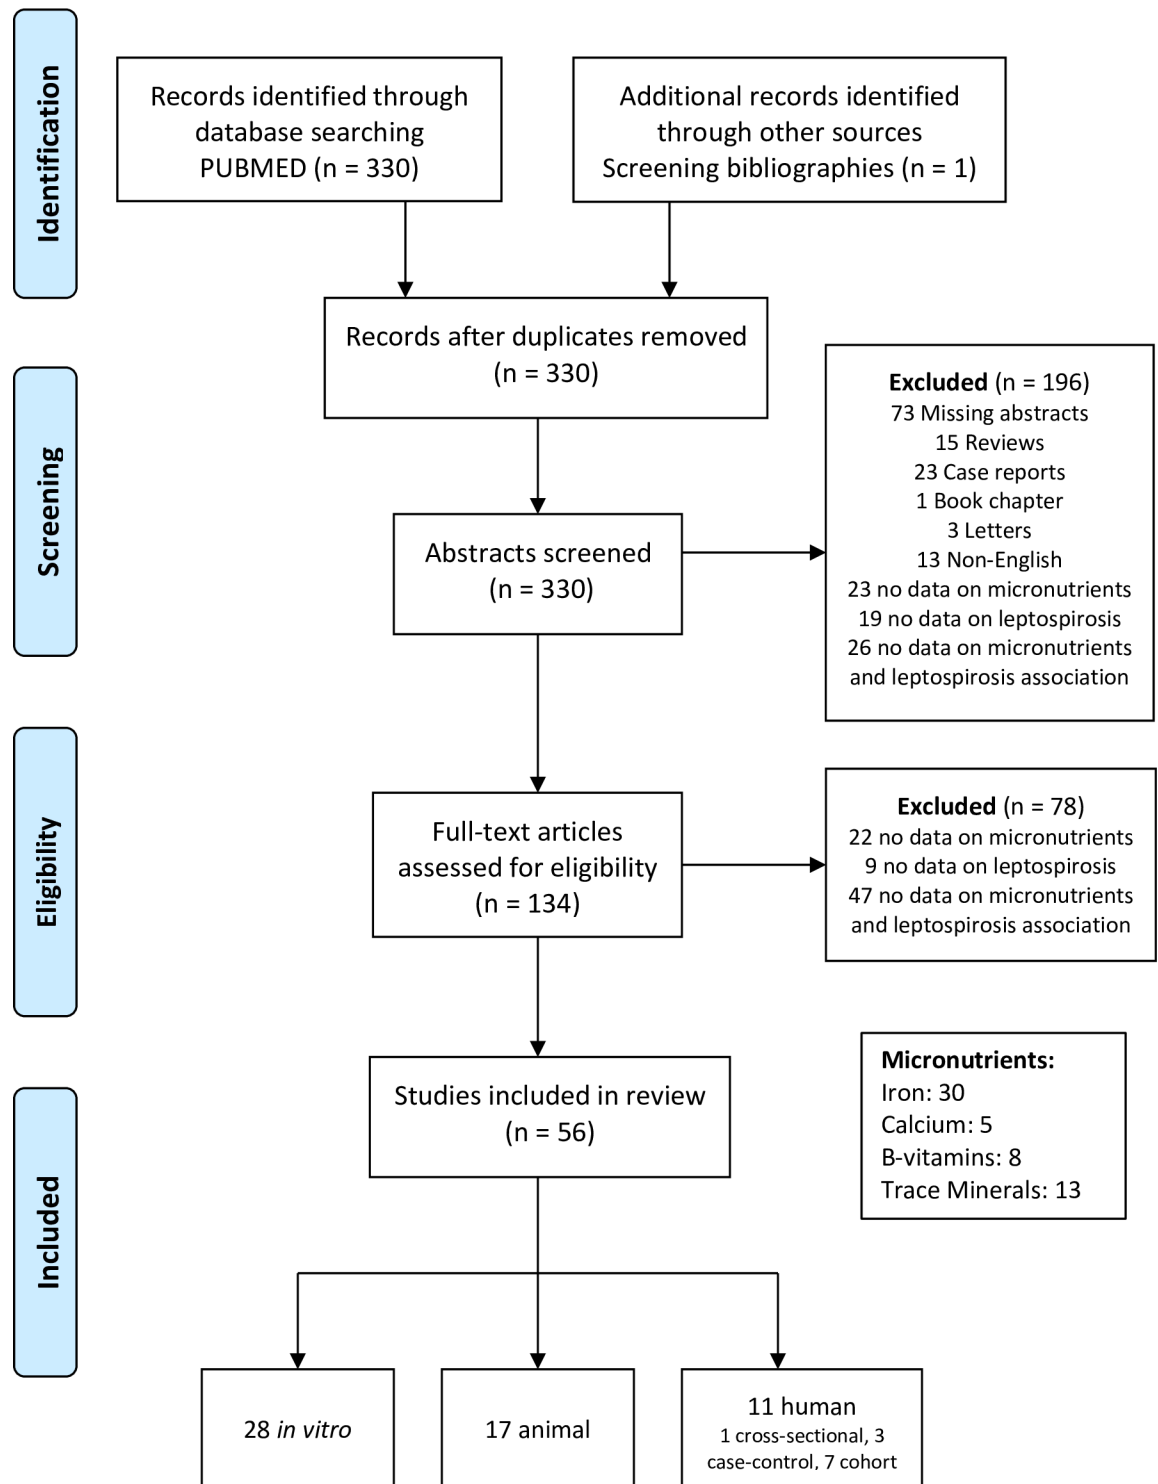 Identification
Records identified through
database searching
PUBMED (n = 330)
Additional records identified
through other sources
Screening bibliographies (n = 1)
Records after duplicates removed
(n = 330)
Screening
Abstracts screened
(n = 330)
Excluded (n = 196)
73 Missing abstracts
15 Reviews
23 Case reports
1 Book chapter
3 Letters
13 Non-English
23 no data on micronutrients
19 no data on leptospirosis
26 no data on micronutrients
and leptospirosis association
Eligibility
Full-text articles
assessed for eligibility
(n = 134)
Excluded (n = 78)
22 no data on micronutrients
9 no data on leptospirosis
47 no data on micronutrients
and leptospirosis association
Included
Studies included in review
(n = 56)
Micronutrients:
Iron: 30
Calcium: 5
B-vitamins: 8
Trace Minerals: 13
28 in vitro
17 animal
11 human
1 cross-sectional, 3
case-control, 7 cohort